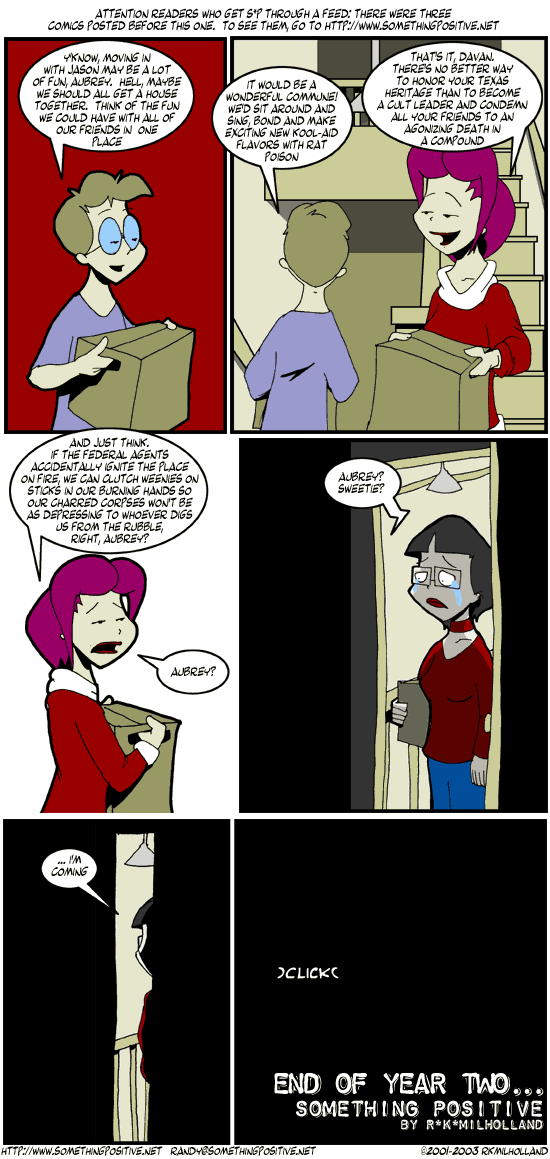 ATTENTION READERS WHO GET S*P THROUGH A FEED: THERE WERE THREE
COMICS POSTED BEFORE THIS ONE. TO SEE THEM, GO TO HTTP://WWW.SOMETHINGPOSITIVE.NET
Y'KNOW, MOVING IN
WITH JASON MAY BE A LOT
OF FUN, AUBREY. HELL, MAYBE
WE SHOULD ALL GET A HOUSE
TOGETHER. THINK OF THE FUN
WE COULD HAVE WITH ALL OF
OUR FRIENDS IN ONE
PLACE
IT WOULD BE A
WONDERFUL COMMUNE!
WE'D SIT AROUND AND
SING, BOND AND MAKE
EXCITING NEW KOOL-AID
FLAVORS WITH RAT
POISON
THAT'S IT, DAVAN.
THERE'S NO BETTER WAY
TO HONOR YOUR TEXAS
HERITAGE THAN TO BECOME
A CULT LEADER AND CONDEMN
ALL YOUR FRIENDS TO AN
AGONIZING DEATH IN
A COMPOUND
AND JUST THINK.
IF THE FEDERAL AGENTS
ACCIDENTALLY IGNITE THE PLACE
ON FIRE, WE CAN CLUTCH WEENIES ON
STICKS IN OUR BURNING HANDS SO
OUR CHARRED CORPSES WON'T BE
AS DEPRESSING TO WHOEVER DIGS
US FROM THE RUBBLE,
RIGHT, AUBREY?
AUBREY?
AUBREY?
SWEETIE?
... I'M
COMING
)CLICK(
END OF YEAR TWO...
SOMETHING POSITIVE
BY R*K*MILHOLLAND
HTTP://WWW.SOMETHINGPOSITIVE.NET RANDY@SOMETHINGPOSITIVE.NET ©2001-2003 RKMILHOLLAND